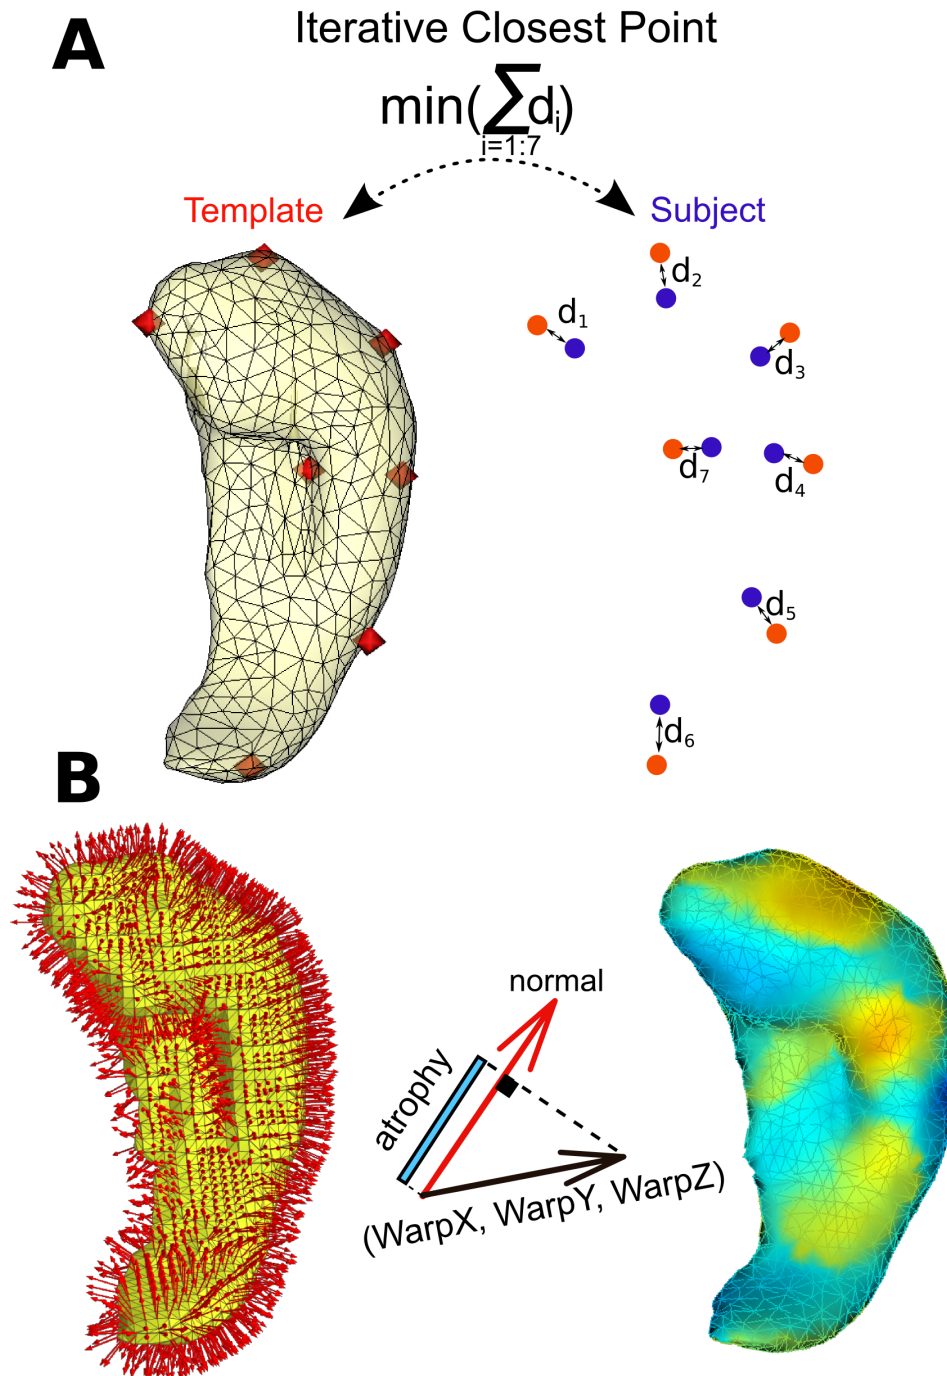 A
Iterative Closest Point
min(∑dᵢ)
i=1:7
Template
Subject
d₂
d₁
d₃
d₇
d₄
d₅
d₆
B
normal
atrophy
(WarpX, WarpY, WarpZ)